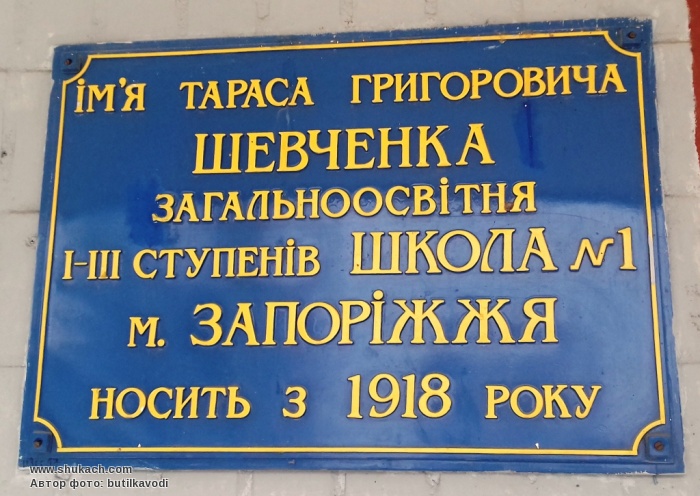 ім'я ТАРАСА ГРИГОРОВИЧА
ШЕВЧЕНКА
ЗАГАЛЬНООСВІТНЯ
І-ІІІ СТУПЕНІВ ШКОЛА №1
м. ЗАПОРІЖЖЯ
НОСИТЬ З 1918 РОКУ
www.shukach.com
Автор фото: butilkavodi